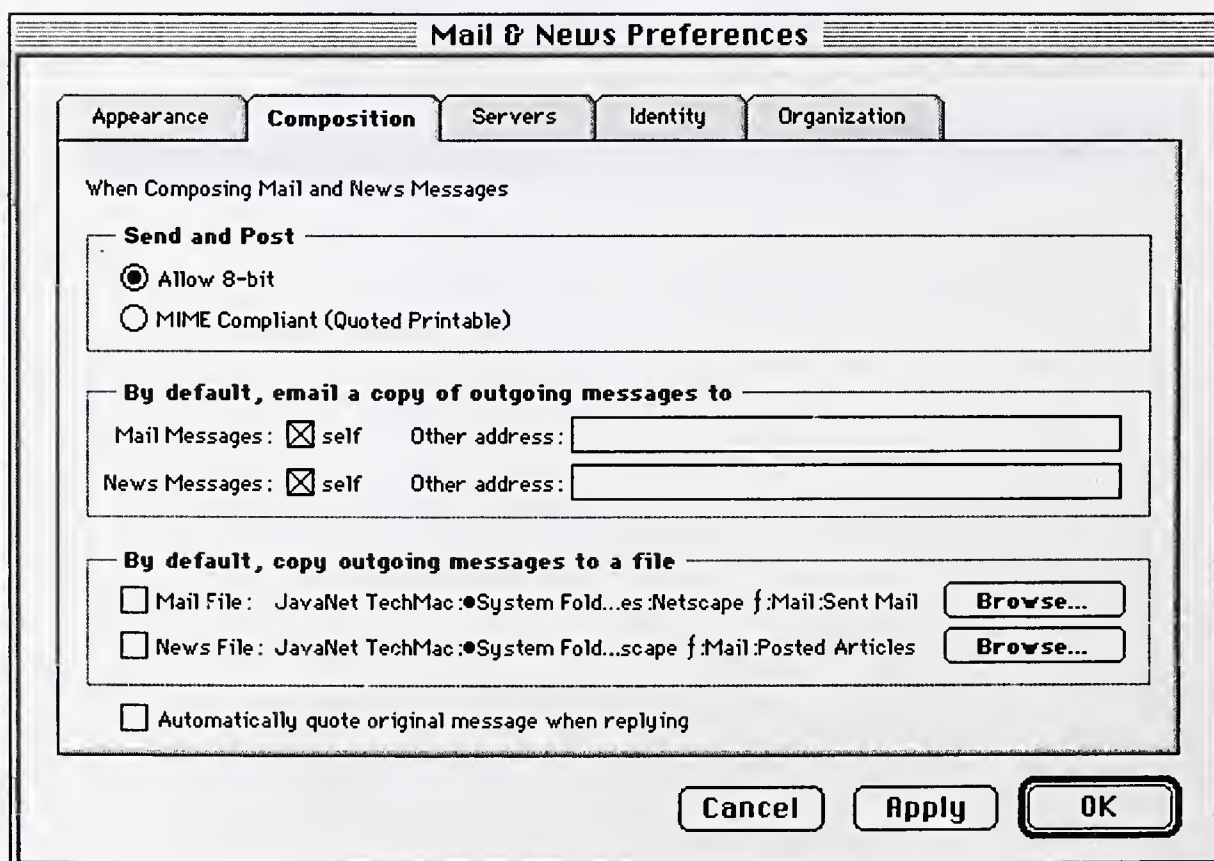 Mail & News Preferences
Appearance Composition Servers Identity Organization
When Composing Mail and News Messages
Send and Post
Allow 8-bit
MIME Compliant (Quoted Printable)
By default, email a copy of outgoing messages to
Mail Messages: self Other address:
News Messages: self Other address:
By default, copy outgoing messages to a file
Mail File: JavaNet TechMac:●System Fold...es:Netscape ƒ:Mail:Sent Mail Browse...
News File: JavaNet TechMac:●System Fold...scape ƒ:Mail:Posted Articles Browse...
Automatically quote original message when replying
Cancel Apply OK